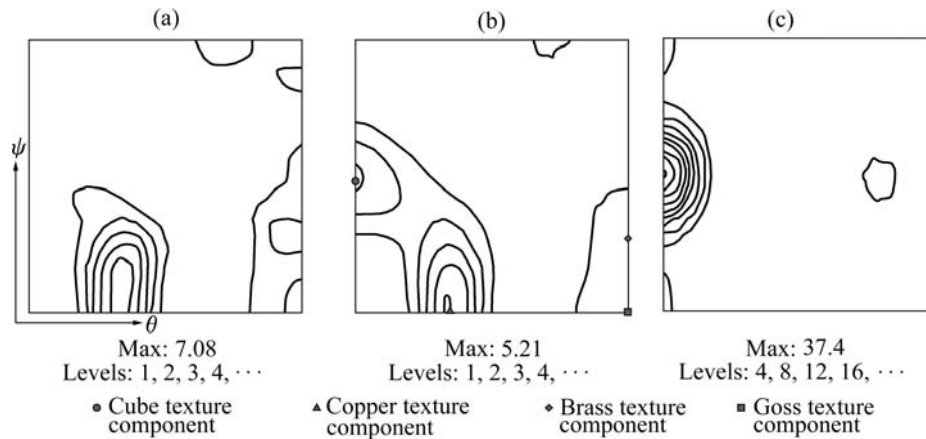 (a)
(b)
(c)
ψ
θ
Max: 7.08
Levels: 1, 2, 3, 4, ···
Max: 5.21
Levels: 1, 2, 3, 4, ···
Max: 37.4
Levels: 4, 8, 12, 16, ···
Cube texture
component
Copper texture
component
Brass texture
component
Goss texture
component